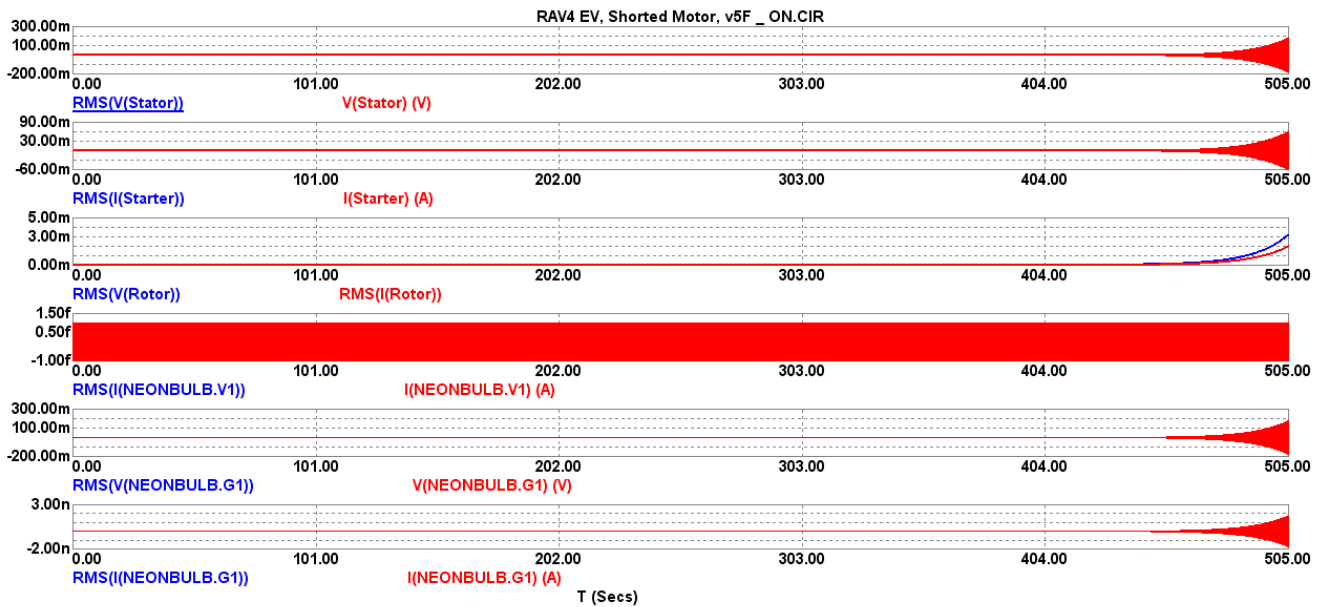 RAV4 EV, Shorted Motor, v5F _ ON.CIR
300.00m
100.00m
-200.00m
0.00 101.00 202.00 303.00 404.00 505.00
RMS(V(Stator)) V(Stator) (V)
90.00m
30.00m
-60.00m
0.00 101.00 202.00 303.00 404.00 505.00
RMS(I(Starter)) I(Starter) (A)
5.00m
3.00m
0.00m
0.00 101.00 202.00 303.00 404.00 505.00
RMS(V(Rotor)) RMS(I(Rotor))
1.50f
0.50f
-1.00f
0.00 101.00 202.00 303.00 404.00 505.00
RMS(I(NEONBULB.V1)) I(NEONBULB.V1) (A)
300.00m
100.00m
-200.00m
0.00 101.00 202.00 303.00 404.00 505.00
RMS(V(NEONBULB.G1)) V(NEONBULB.G1) (V)
3.00n
-2.00n
0.00 101.00 202.00 303.00 404.00 505.00
RMS(I(NEONBULB.G1)) I(NEONBULB.G1) (A)
T (Secs)